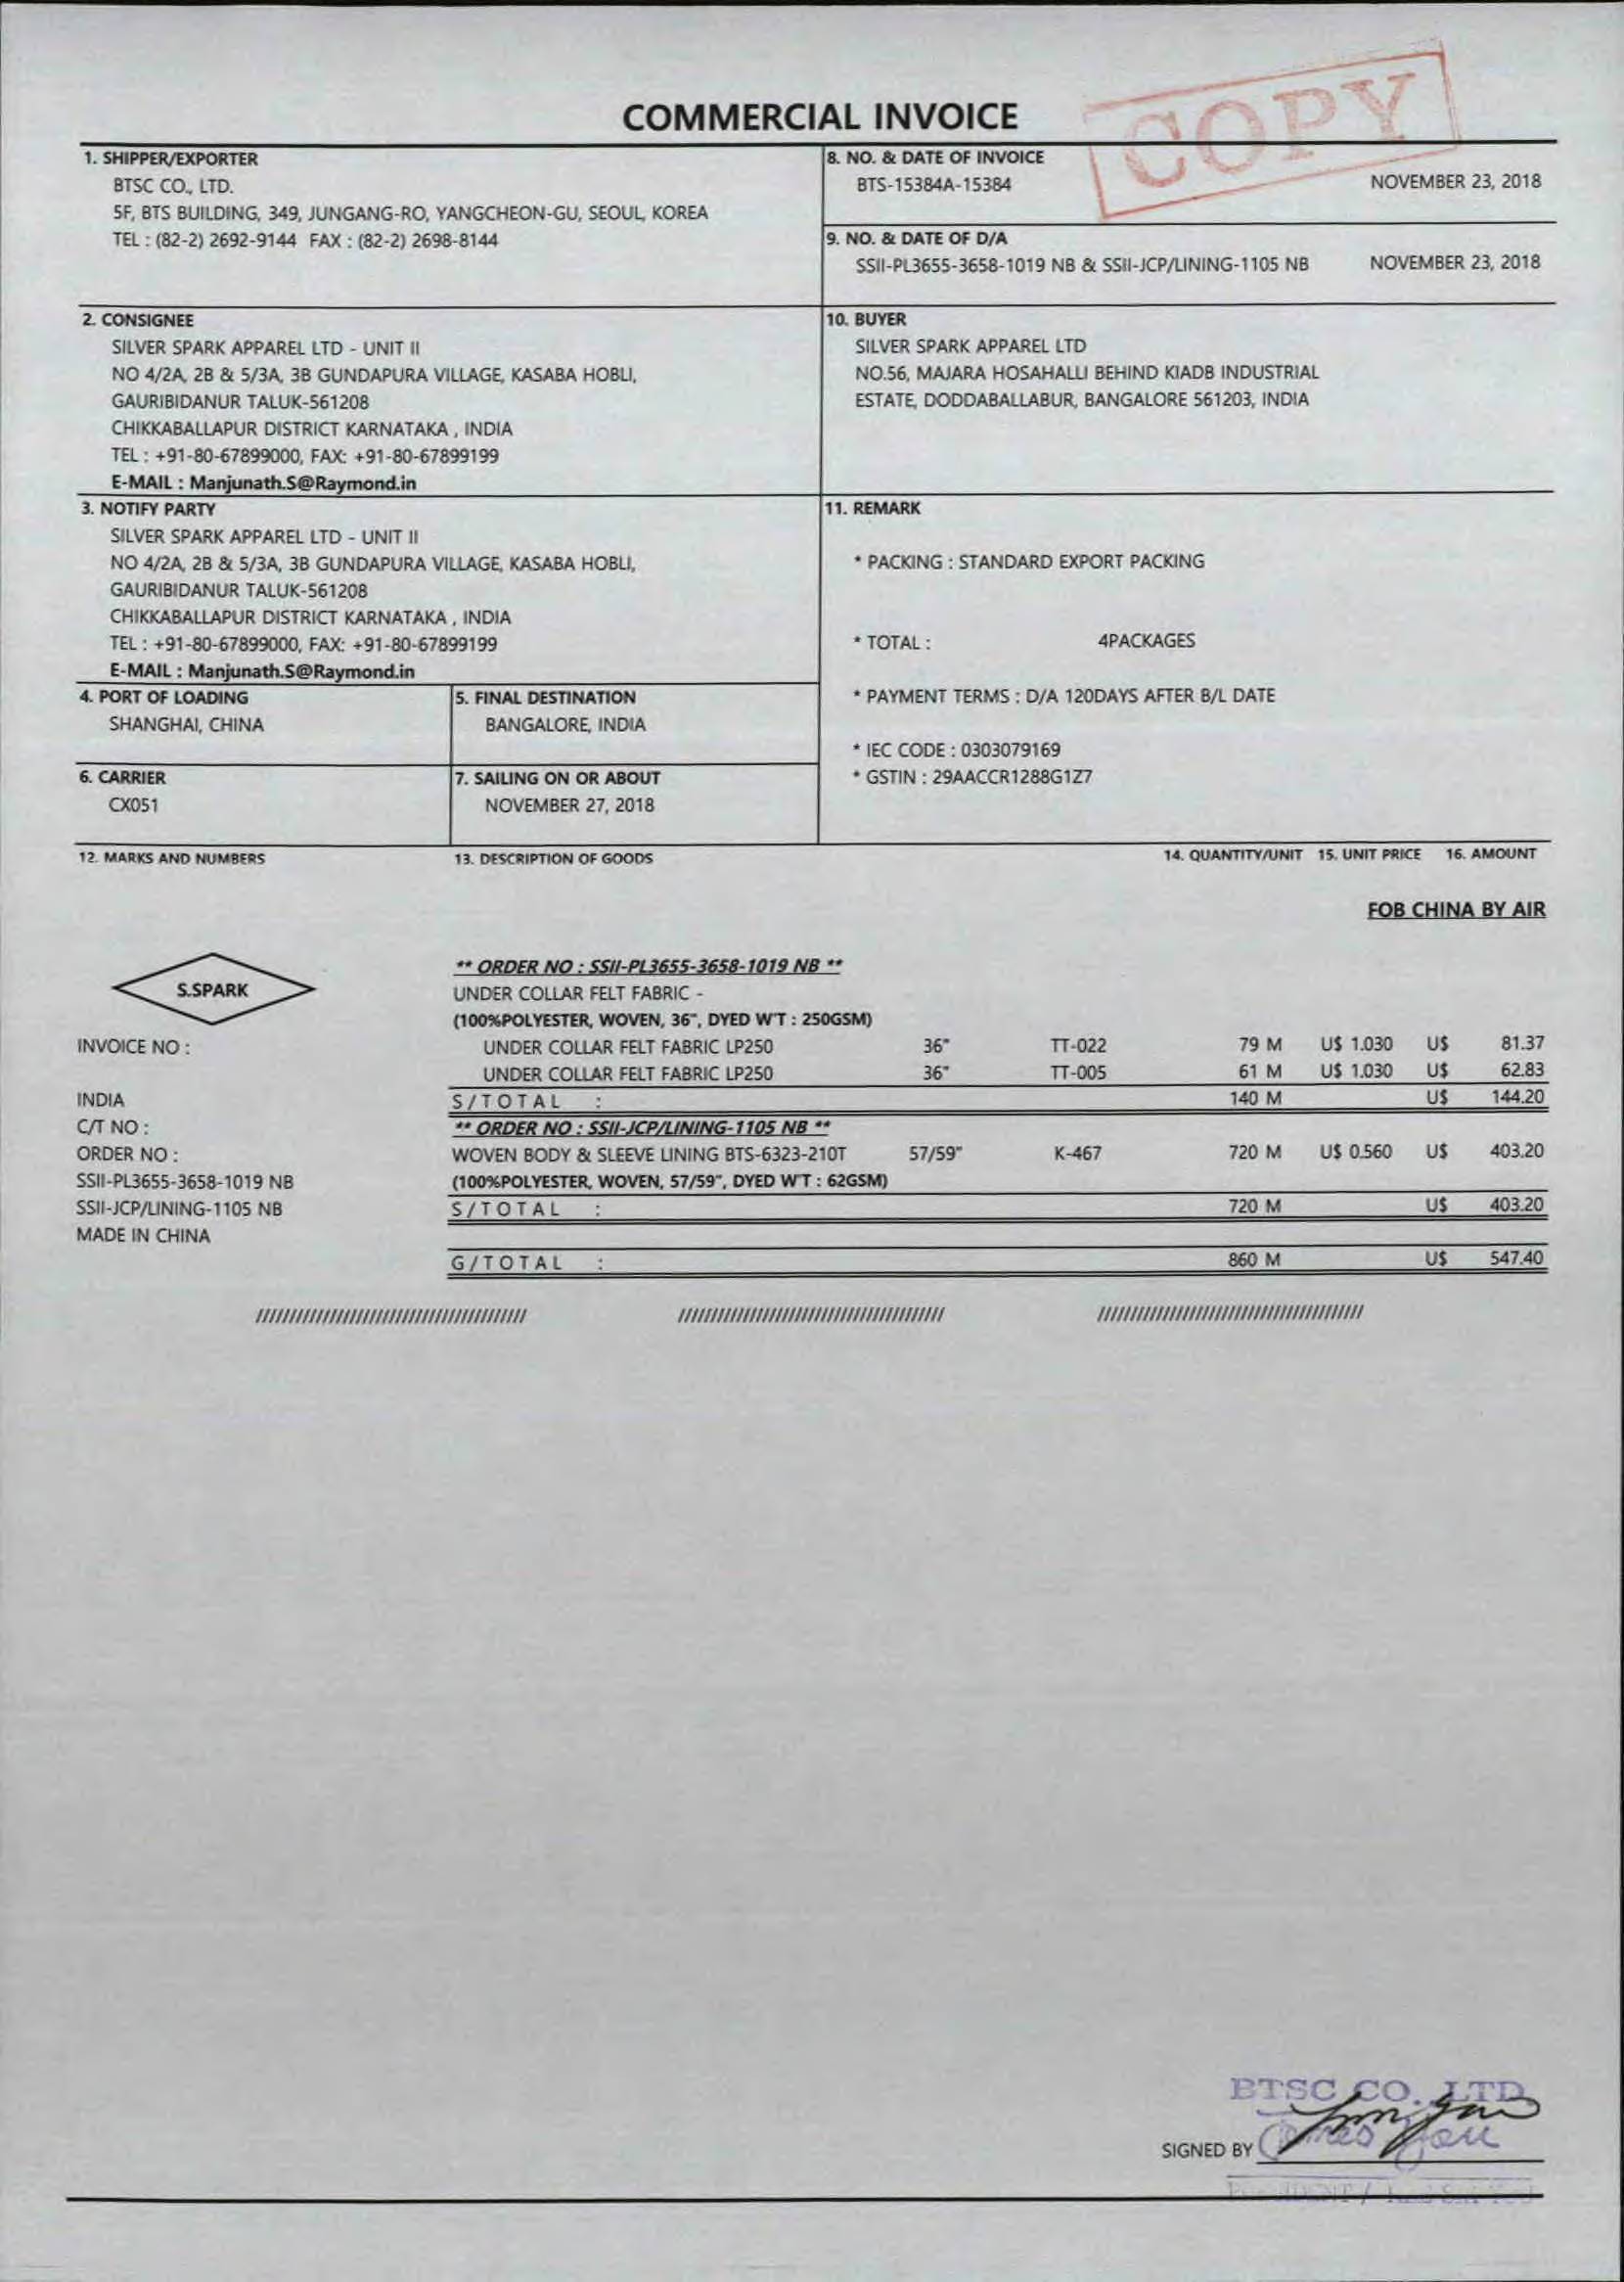 COPY
COMMERCIAL INVOICE
1. SHIPPER/EXPORTER
BTSC CO., LTD.
5F, BTS BUILDING, 349, JUNGANG-RO, YANGCHEON-GU, SEOUL, KOREA
TEL : (82-2) 2692-9144 FAX : (82-2) 2698-8144
8. NO. & DATE OF INVOICE
BTS-15384A-15384 NOVEMBER 23, 2018
9. NO. & DATE OF D/A
SSII-PL3655-3658-1019 NB & SSII-JCP/LINING-1105 NB NOVEMBER 23, 2018
2. CONSIGNEE
SILVER SPARK APPAREL LTD - UNIT II
NO 4/2A, 2B & 5/3A, 3B GUNDAPURA VILLAGE, KASABA HOBLI,
GAURIBIDANUR TALUK-561208
CHIKKABALLAPUR DISTRICT KARNATAKA , INDIA
TEL : +91-80-67899000, FAX: +91-80-67899199
E-MAIL : Manjunath.S@Raymond.in
10. BUYER
SILVER SPARK APPAREL LTD
NO.56, MAJARA HOSAHALLI BEHIND KIADB INDUSTRIAL
ESTATE, DODDABALLABUR, BANGALORE 561203, INDIA
3. NOTIFY PARTY
SILVER SPARK APPAREL LTD - UNIT II
NO 4/2A, 2B & 5/3A, 3B GUNDAPURA VILLAGE, KASABA HOBLI,
GAURIBIDANUR TALUK-561208
CHIKKABALLAPUR DISTRICT KARNATAKA , INDIA
TEL : +91-80-67899000, FAX: +91-80-67899199
E-MAIL : Manjunath.S@Raymond.in
11. REMARK
* PACKING : STANDARD EXPORT PACKING
* TOTAL : 4PACKAGES
* PAYMENT TERMS : D/A 120DAYS AFTER B/L DATE
* IEC CODE : 0303079169
* GSTIN : 29AACCR1288G1Z7
4. PORT OF LOADING
SHANGHAI, CHINA
5. FINAL DESTINATION
BANGALORE, INDIA
6. CARRIER
CX051
7. SAILING ON OR ABOUT
NOVEMBER 27, 2018
12. MARKS AND NUMBERS 13. DESCRIPTION OF GOODS 14. QUANTITY/UNIT 15. UNIT PRICE 16. AMOUNT
FOB CHINA BY AIR
S.SPARK
** ORDER NO : SSII-PL3655-3658-1019 NB **
UNDER COLLAR FELT FABRIC -
(100%POLYESTER, WOVEN, 36", DYED W'T : 250GSM)
INVOICE NO : UNDER COLLAR FELT FABRIC LP250 36" TT-022 79 M U$ 1.030 U$ 81.37
UNDER COLLAR FELT FABRIC LP250 36" TT-005 61 M U$ 1.030 U$ 62.83
INDIA S/TOTAL : 140 M U$ 144.20
C/T NO : ** ORDER NO : SSII-JCP/LINING-1105 NB **
ORDER NO : WOVEN BODY & SLEEVE LINING BTS-6323-210T 57/59" K-467 720 M U$ 0.560 U$ 403.20
SSII-PL3655-3658-1019 NB (100%POLYESTER, WOVEN, 57/59", DYED W'T : 62GSM)
SSII-JCP/LINING-1105 NB S/TOTAL : 720 M U$ 403.20
MADE IN CHINA
G/TOTAL : 860 M U$ 547.40
////////////////////////////////////////// ////////////////////////////////////////// //////////////////////////////////////////
BTSC CO., LTD
SIGNED BY